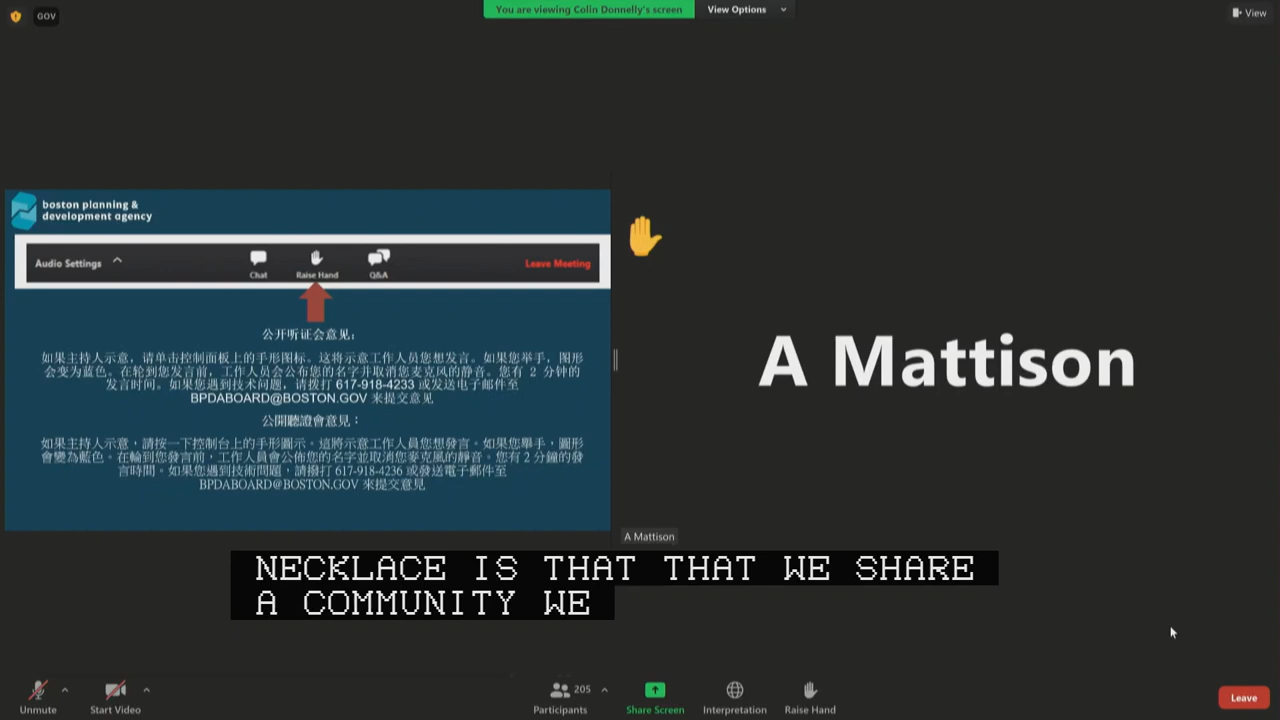 GOV
You are viewing Colin Donnelly's screen
View Options
View
boston planning &
development agency
Audio Settings
Chat
Raise Hand
Q&A
Leave Meeting
公开听证会意见：
如果主持人示意，请单击控制面板上的手形图标。这将示意工作人员您想发言。如果您举手，图形
会变为蓝色。在轮到您发言前，工作人员会公布您的名字并取消您麦克风的静音。您有 2 分钟的
发言时间。如果您遇到技术问题，请拨打 617-918-4233 或发送电子邮件至
BPDABOARD@BOSTON.GOV 来提交意见
公開聽證會意見：
如果主持人示意，請按一下控制台上的手形圖示。這將示意工作人員您想發言。如果您舉手，圖形
會變為藍色。在輪到您發言前，工作人員會公佈您的名字並取消您麥克風的靜音。您有 2 分鐘的發
言時間。如果您遇到技術問題，請撥打 617-918-4236 或發送電子郵件至
BPDABOARD@BOSTON.GOV 來提交意見
A Mattison
A Mattison
NECKLACE IS THAT THAT WE SHARE
A COMMUNITY WE
Unmute
Start Video
Participants
205
Share Screen
Interpretation
Raise Hand
Leave